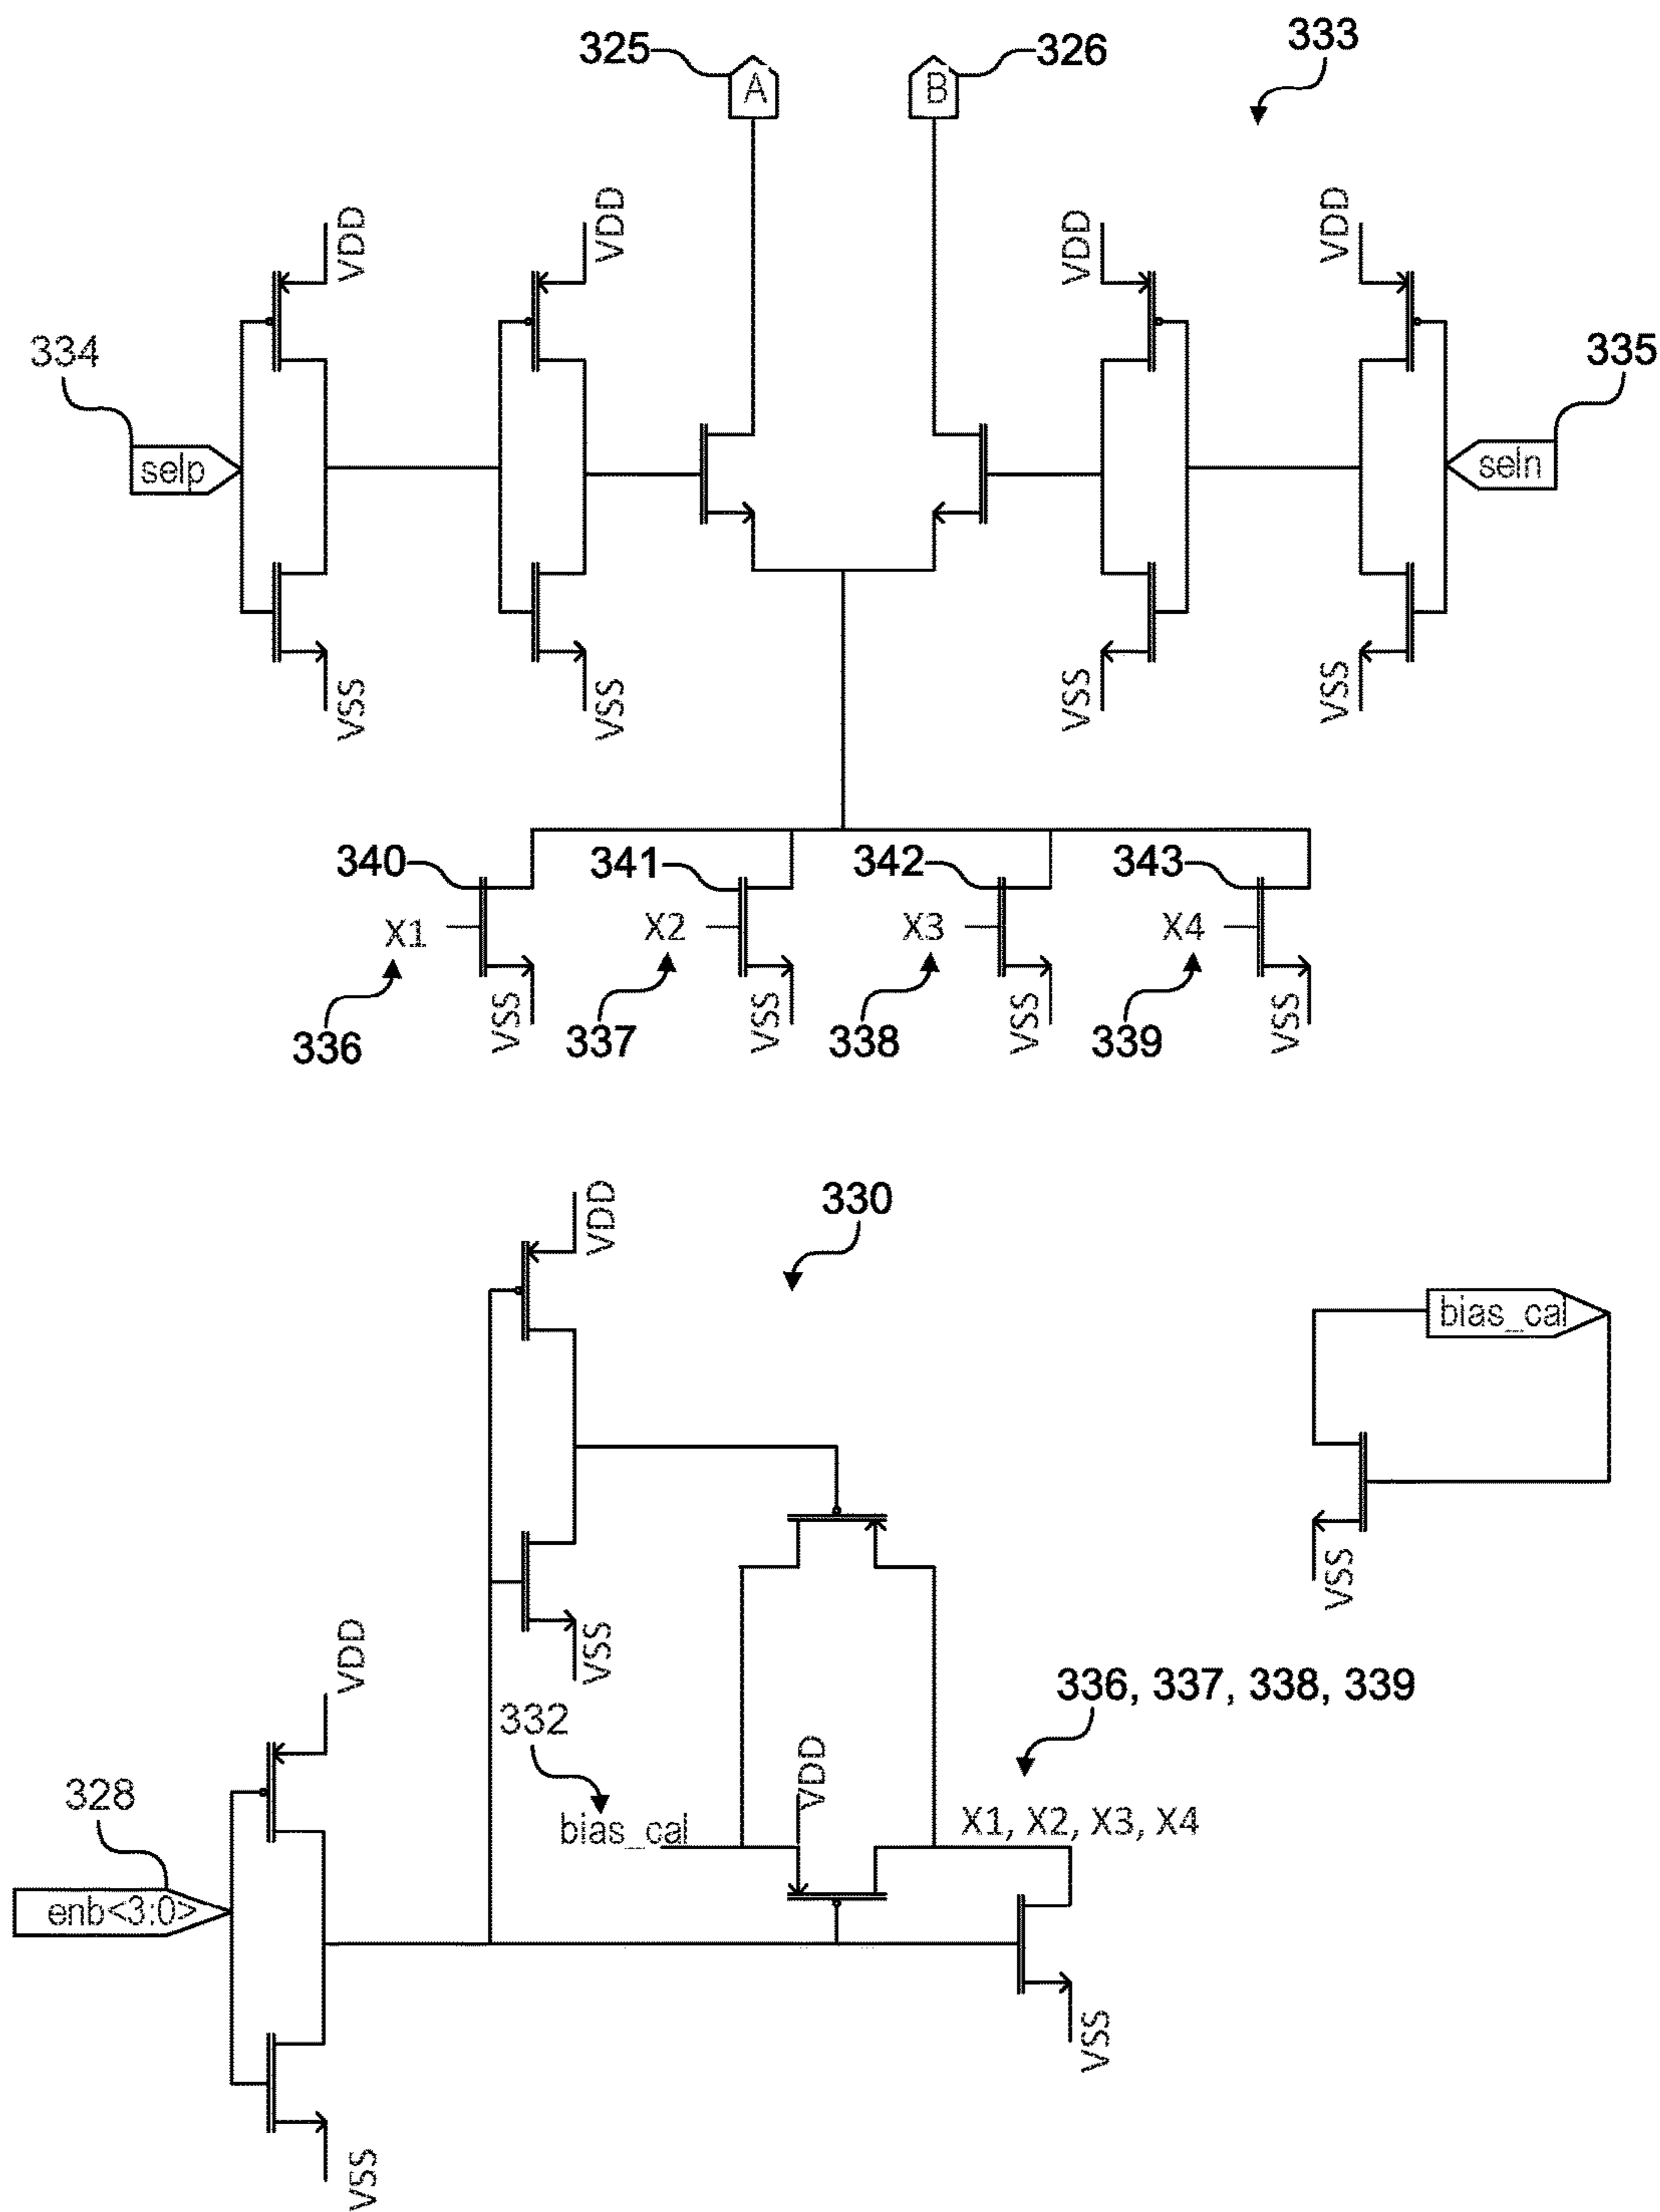 325
A
B
326
333
VDD
VDD
VDD
VDD
334
selp
335
seln
VSS
VSS
VSS
VSS
340
341
342
343
X1
X2
X3
X4
336
VSS
337
VSS
338
VSS
339
VSS
330
VDD
bias_cal
VSS
VSS
VDD
336, 337, 338, 339
332
VDD
bias_cal
X1, X2, X3, X4
328
enb<3:0>
VSS
VSS